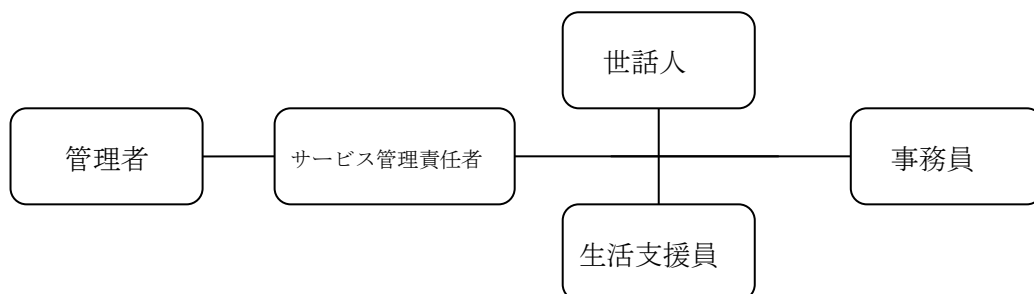 世話人
管理者
サービス管理責任者
事務員
生活支援員